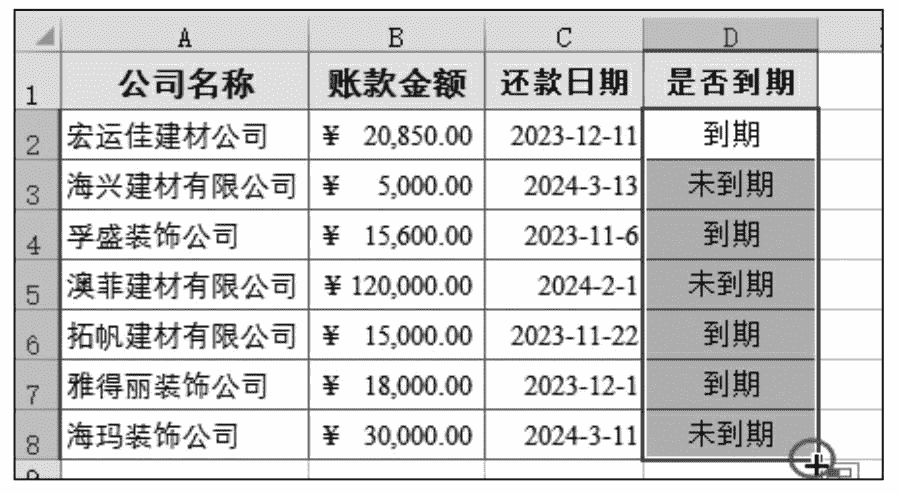 A B C D
1 公司名称 账款金额 还款日期 是否到期
2 宏运佳建材公司 ¥ 20,850.00 2023-12-11 到期
3 海兴建材有限公司 ¥ 5,000.00 2024-3-13 未到期
4 孚盛装饰公司 ¥ 15,600.00 2023-11-6 到期
5 澳菲建材有限公司 ¥ 120,000.00 2024-2-1 未到期
6 拓帆建材有限公司 ¥ 15,000.00 2023-11-22 到期
7 雅得丽装饰公司 ¥ 18,000.00 2023-12-1 到期
8 海玛装饰公司 ¥ 30,000.00 2024-3-11 未到期